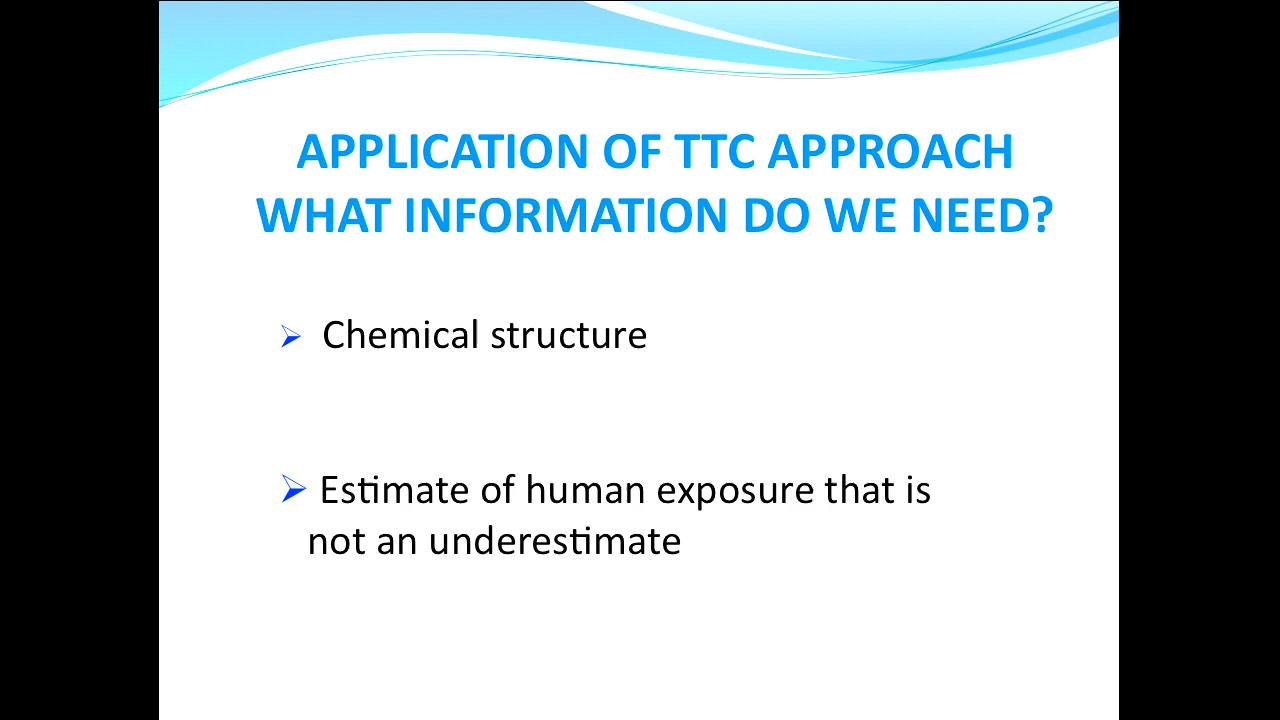 APPLICATION OF TTC APPROACH
WHAT INFORMATION DO WE NEED?
Chemical structure
Estimate of human exposure that is
not an underestimate